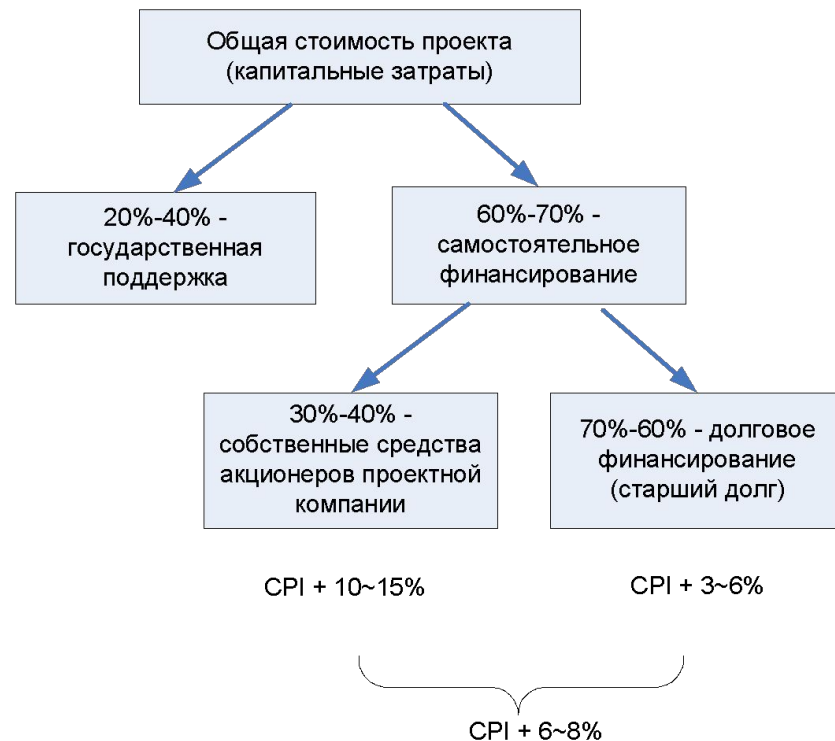 Общая стоимость проекта
(капитальные затраты)
20%-40% -
государственная
поддержка
60%-70% -
самостоятельное
финансирование
30%-40% -
собственные средства
акционеров проектной
компании
70%-60% - долговое
финансирование
(старший долг)
CPI + 10~15%
CPI + 3~6%
CPI + 6~8%